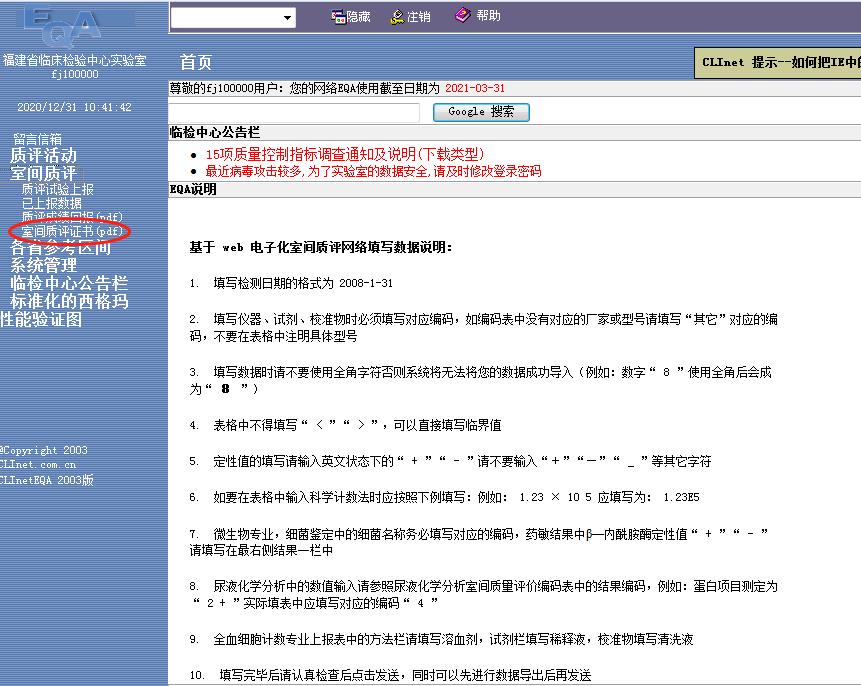 EQA
福建省临床检验中心实验室
fj100000
2020/12/31 10:41:42
留言信箱
质评活动
室间质评
质评试验上报
已上报数据
质评成绩回报(pdf)
室间质评证书(pdf)
各省参考区间
系统管理
临检中心公告栏
标准化的西格玛
性能验证图
@Copyright 2003
CLInet.com.cn
CLInetEQA 2003版
隐藏 注销 帮助
首页
CLInet 提示--如何把IE中的
尊敬的fj100000用户: 您的网络EQA使用截至日期为 2021-03-31
Google 搜索
临检中心公告栏
15项质量控制指标调查通知及说明(下载类型)
最近病毒攻击较多,为了实验室的数据安全,请及时修改登录密码
EQA说明
基于 web 电子化室间质评网络填写数据说明:
1. 填写检测日期的格式为 2008-1-31
2. 填写仪器、试剂、校准物时必须填写对应编码，如编码表中没有对应的厂家或型号请填写“其它”对应的编
码，不要在表格中注明具体型号
3. 填写数据时请不要使用全角字符否则系统将无法将您的数据成功导入（例如：数字“ 8 ”使用全角后会成
为“ 8 ”）
4. 表格中不得填写“ < ”“ > ”，可以直接填写临界值
5. 定性值的填写请输入英文状态下的“ + ”“ - ”请不要输入“＋”“－”“ _ ”等其它字符
6. 如要在表格中输入科学计数法时应按照下例填写：例如： 1.23 × 10 5 应填写为： 1.23E5
7. 微生物专业，细菌鉴定中的细菌名称务必填写对应的编码，药敏结果中β—内酰胺酶定性值“ + ”“ - ”
请填写在最右侧结果一栏中
8. 尿液化学分析中的数值输入请参照尿液化学分析室间质量评价编码表中的结果编码，例如：蛋白项目测定为
“ 2 + ”实际填表中应填写对应的编码“ 4 ”
9. 全血细胞计数专业上报表中的方法栏请填写溶血剂，试剂栏填写稀释液，校准物填写清洗液
10. 填写完毕后请认真检查后点击发送，同时可以先进行数据导出后再发送